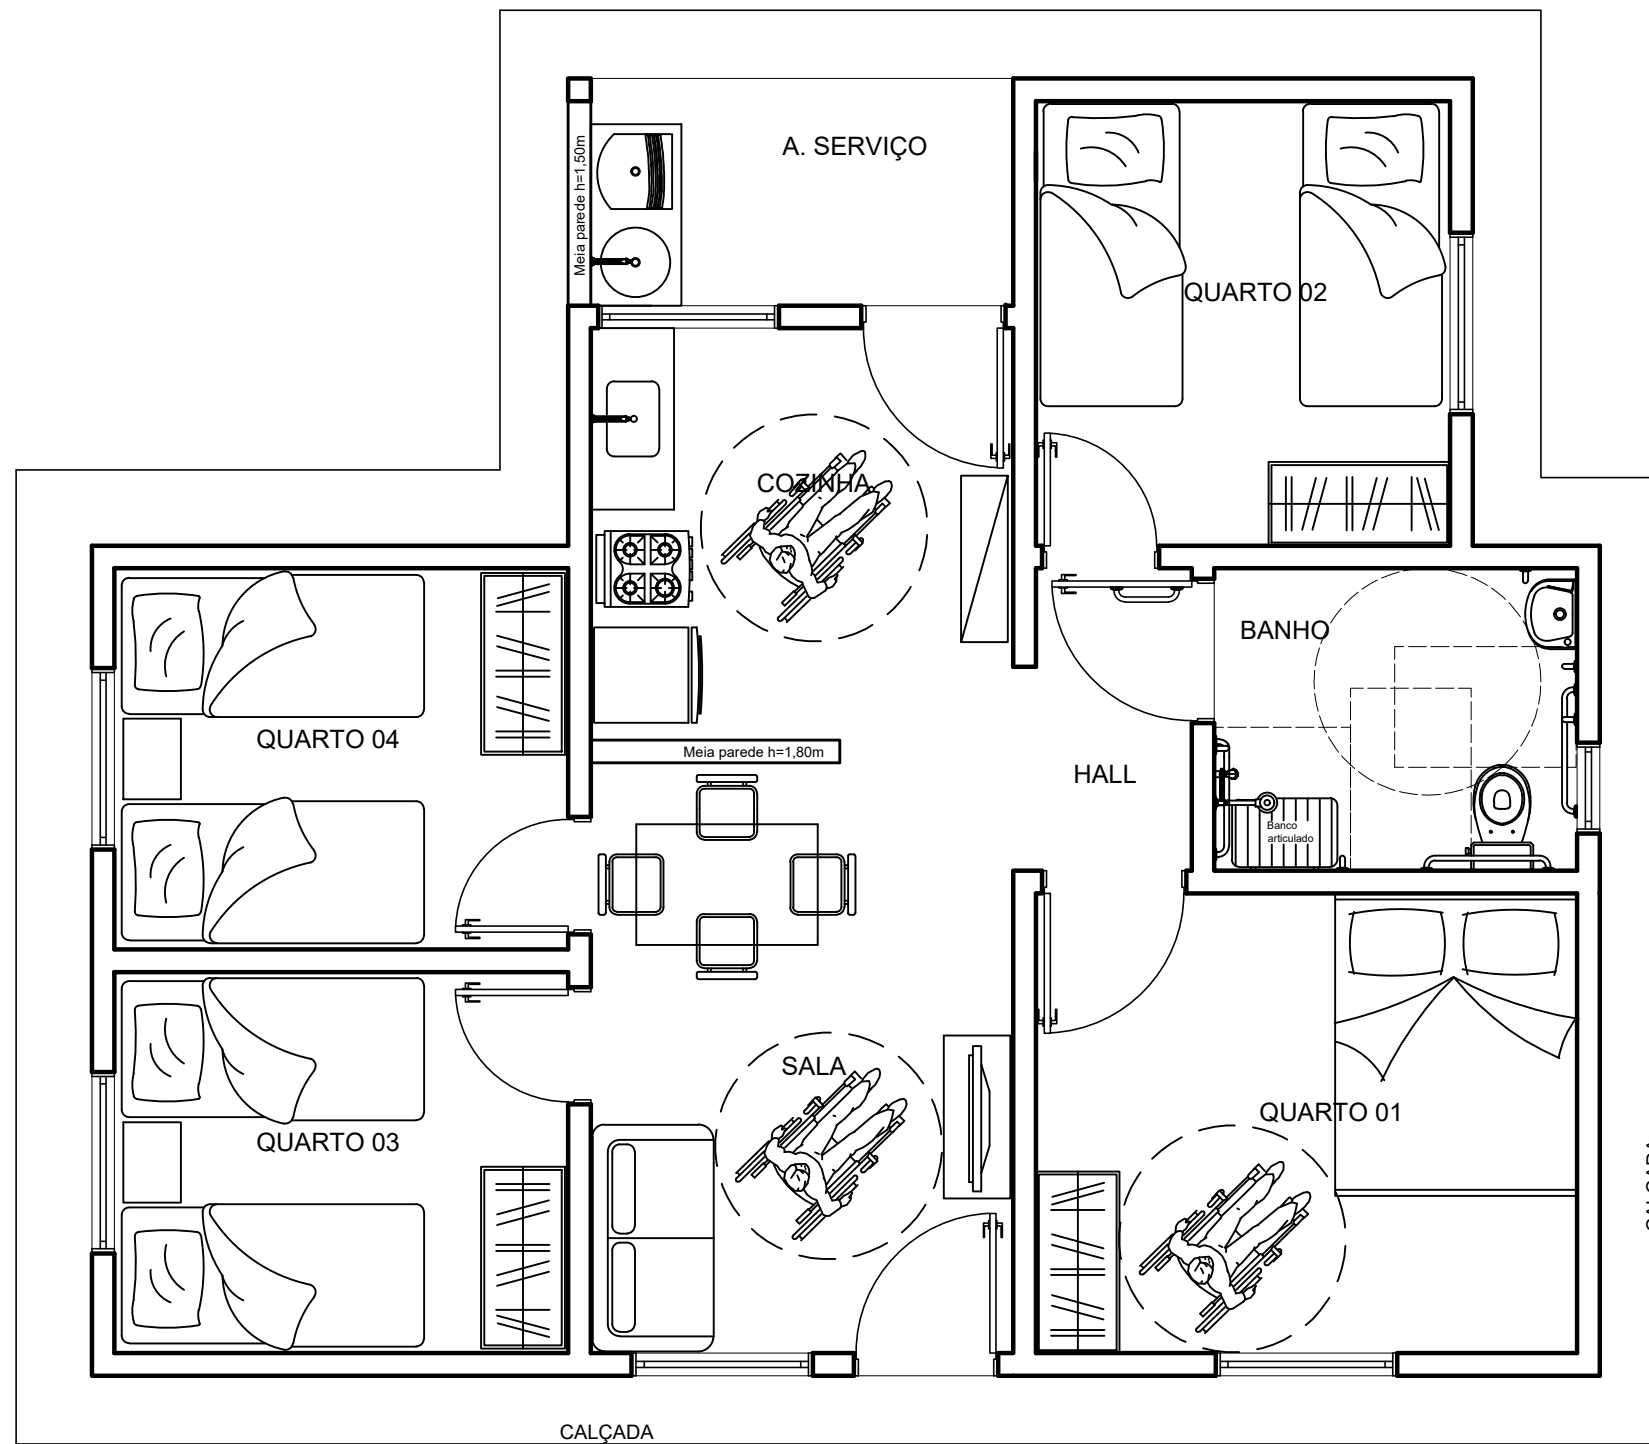 A. SERVIÇO
Meia parede h=1,50m
QUARTO 02
COZINHA
BANHO
QUARTO 04
Meia parede h=1,80m
HALL
Banco
articulado
SALA
QUARTO 01
QUARTO 03
CALÇADA
CALÇADA